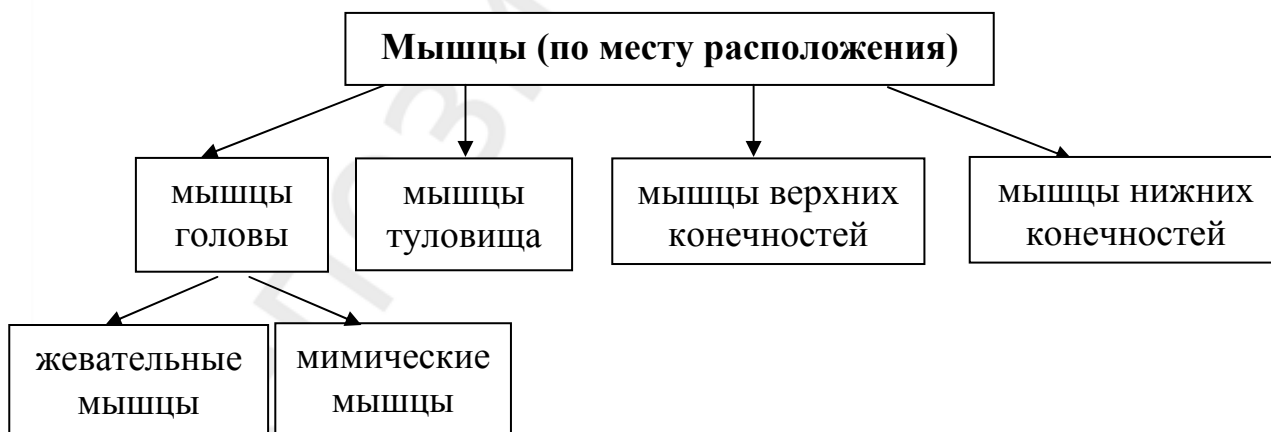 Мышцы (по месту расположения)
мышцы
головы
мышцы
туловища
мышцы верхних
конечностей
мышцы нижних
конечностей
жевательные
мышцы
мимические
мышцы